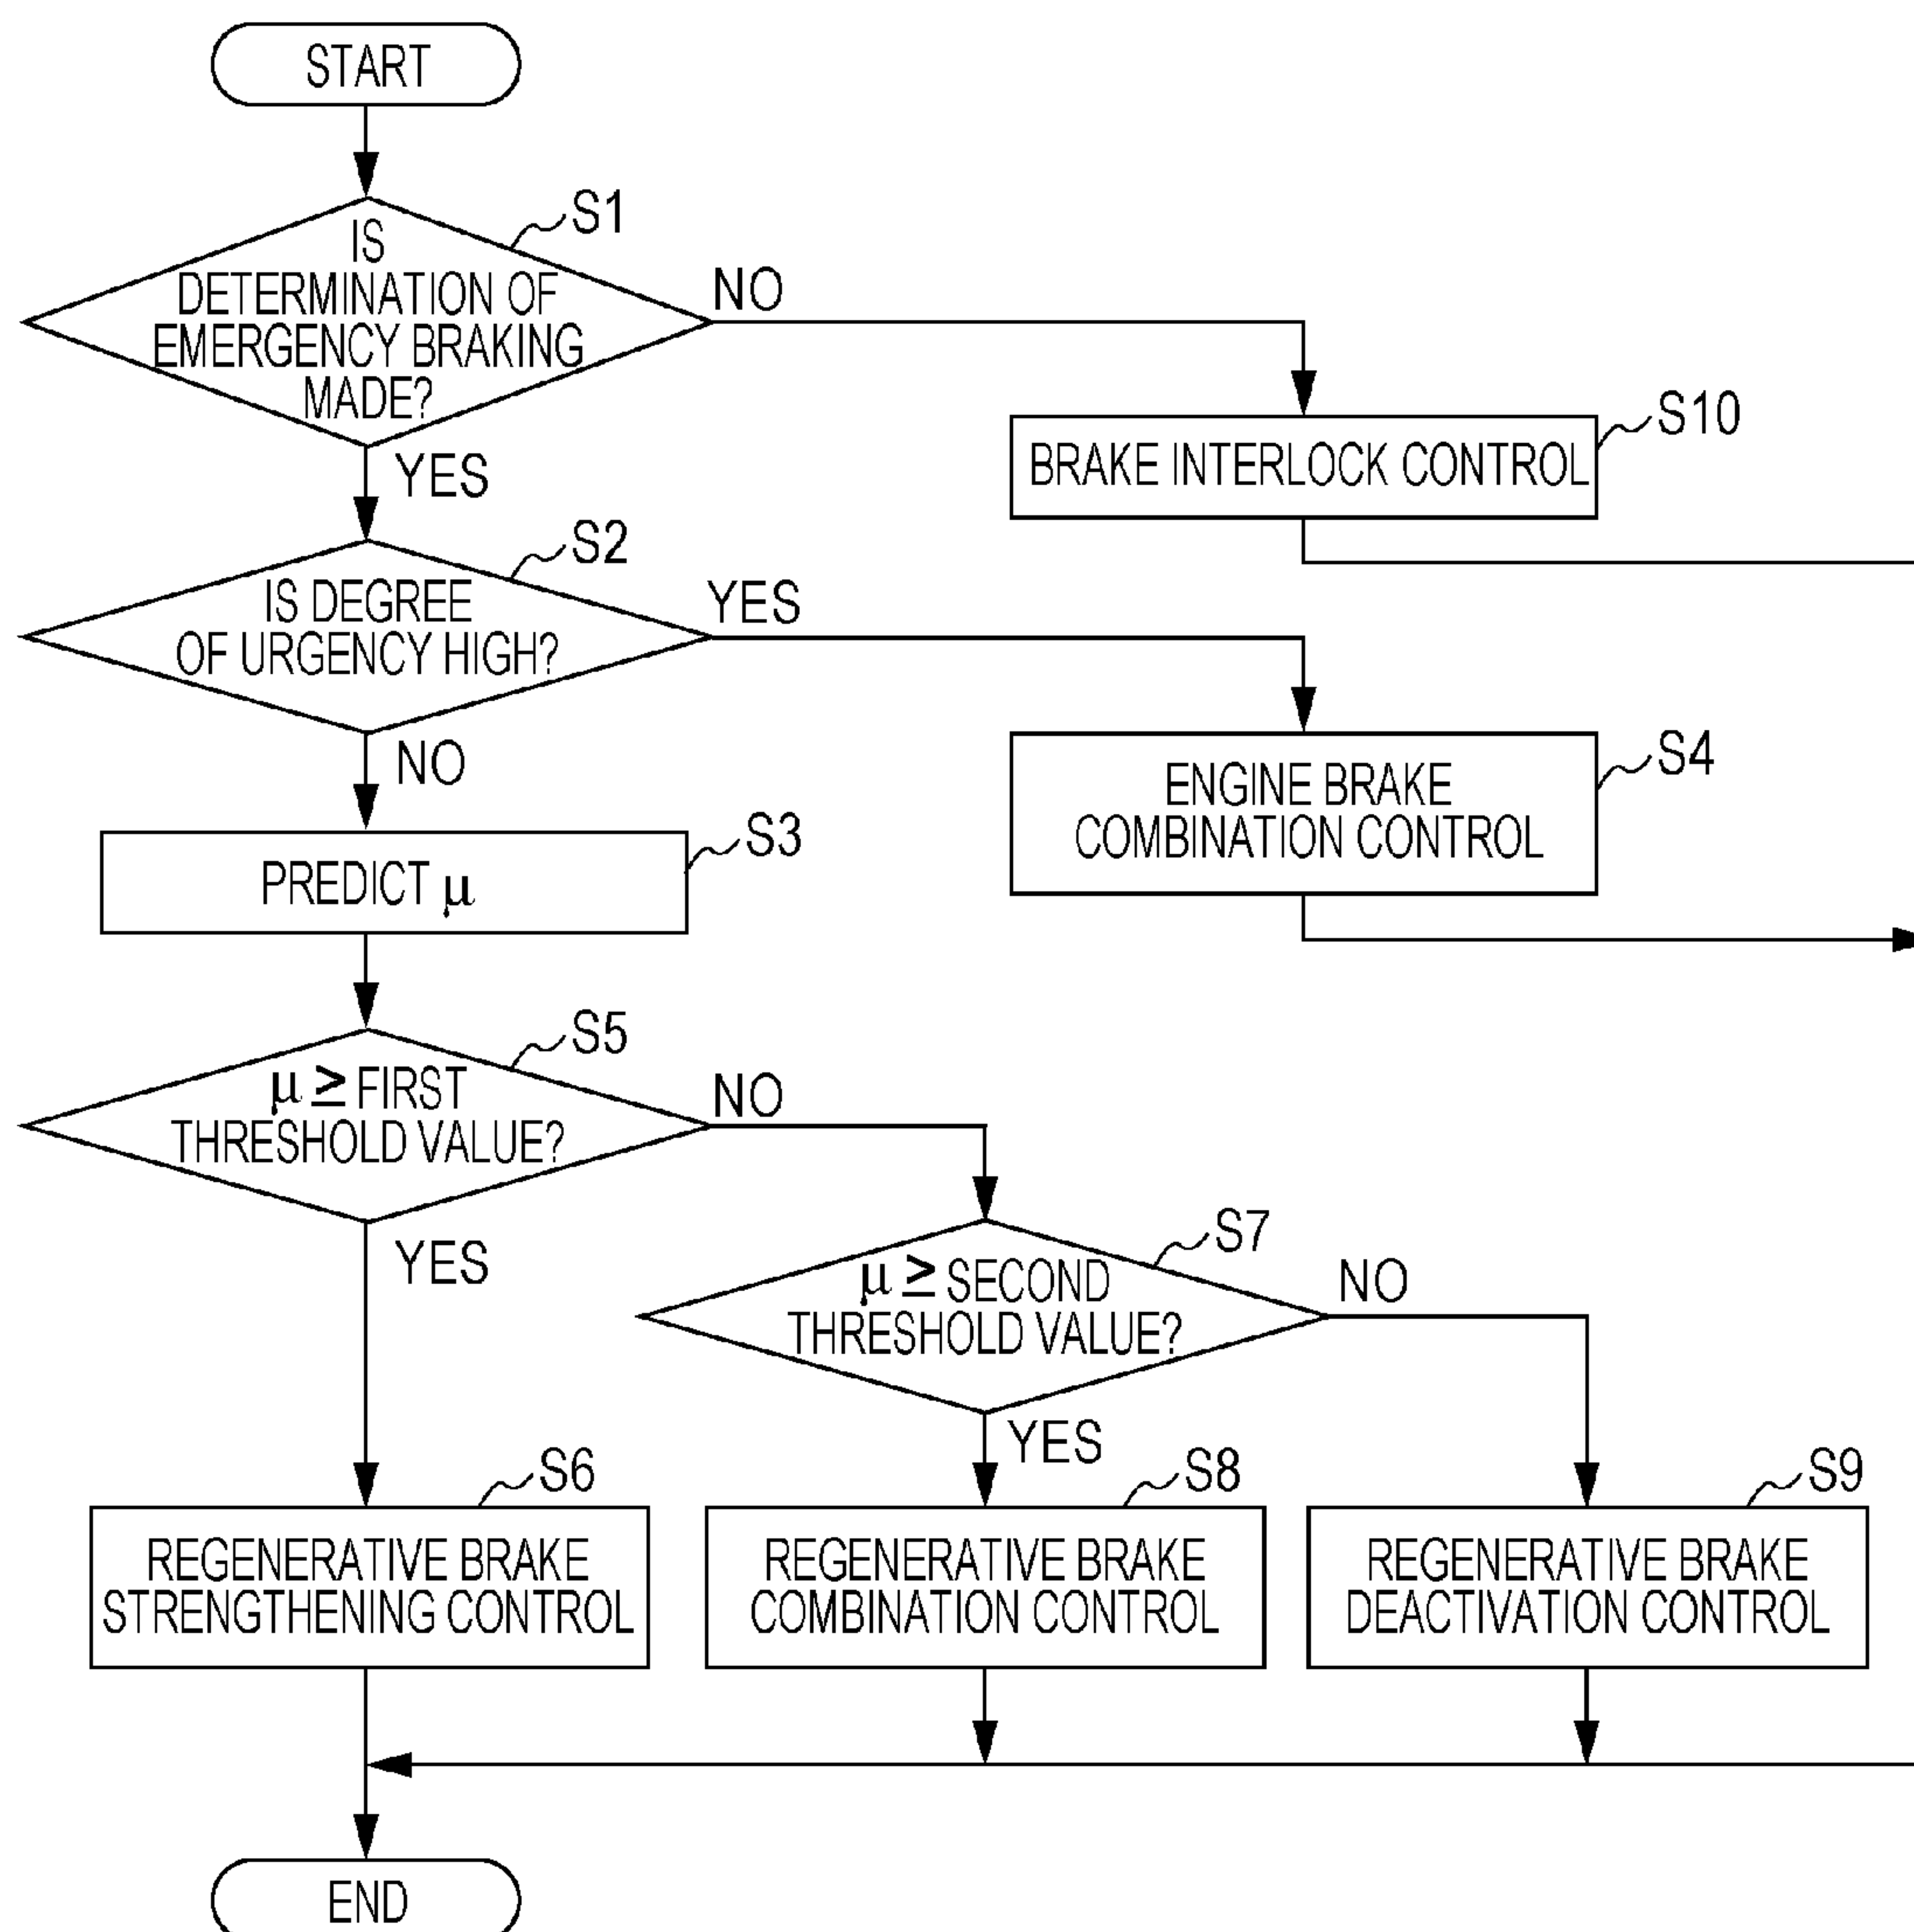 START
S1
IS
DETERMINATION OF
EMERGENCY BRAKING
MADE?
NO
YES
S10
BRAKE INTERLOCK CONTROL
S2
IS DEGREE
OF URGENCY HIGH?
YES
NO
S4
ENGINE BRAKE
COMBINATION CONTROL
S3
PREDICT μ
S5
μ ≥ FIRST
THRESHOLD VALUE?
NO
YES
S7
μ ≥ SECOND
THRESHOLD VALUE?
NO
YES
S6
REGENERATIVE BRAKE
STRENGTHENING CONTROL
S8
REGENERATIVE BRAKE
COMBINATION CONTROL
S9
REGENERATIVE BRAKE
DEACTIVATION CONTROL
END